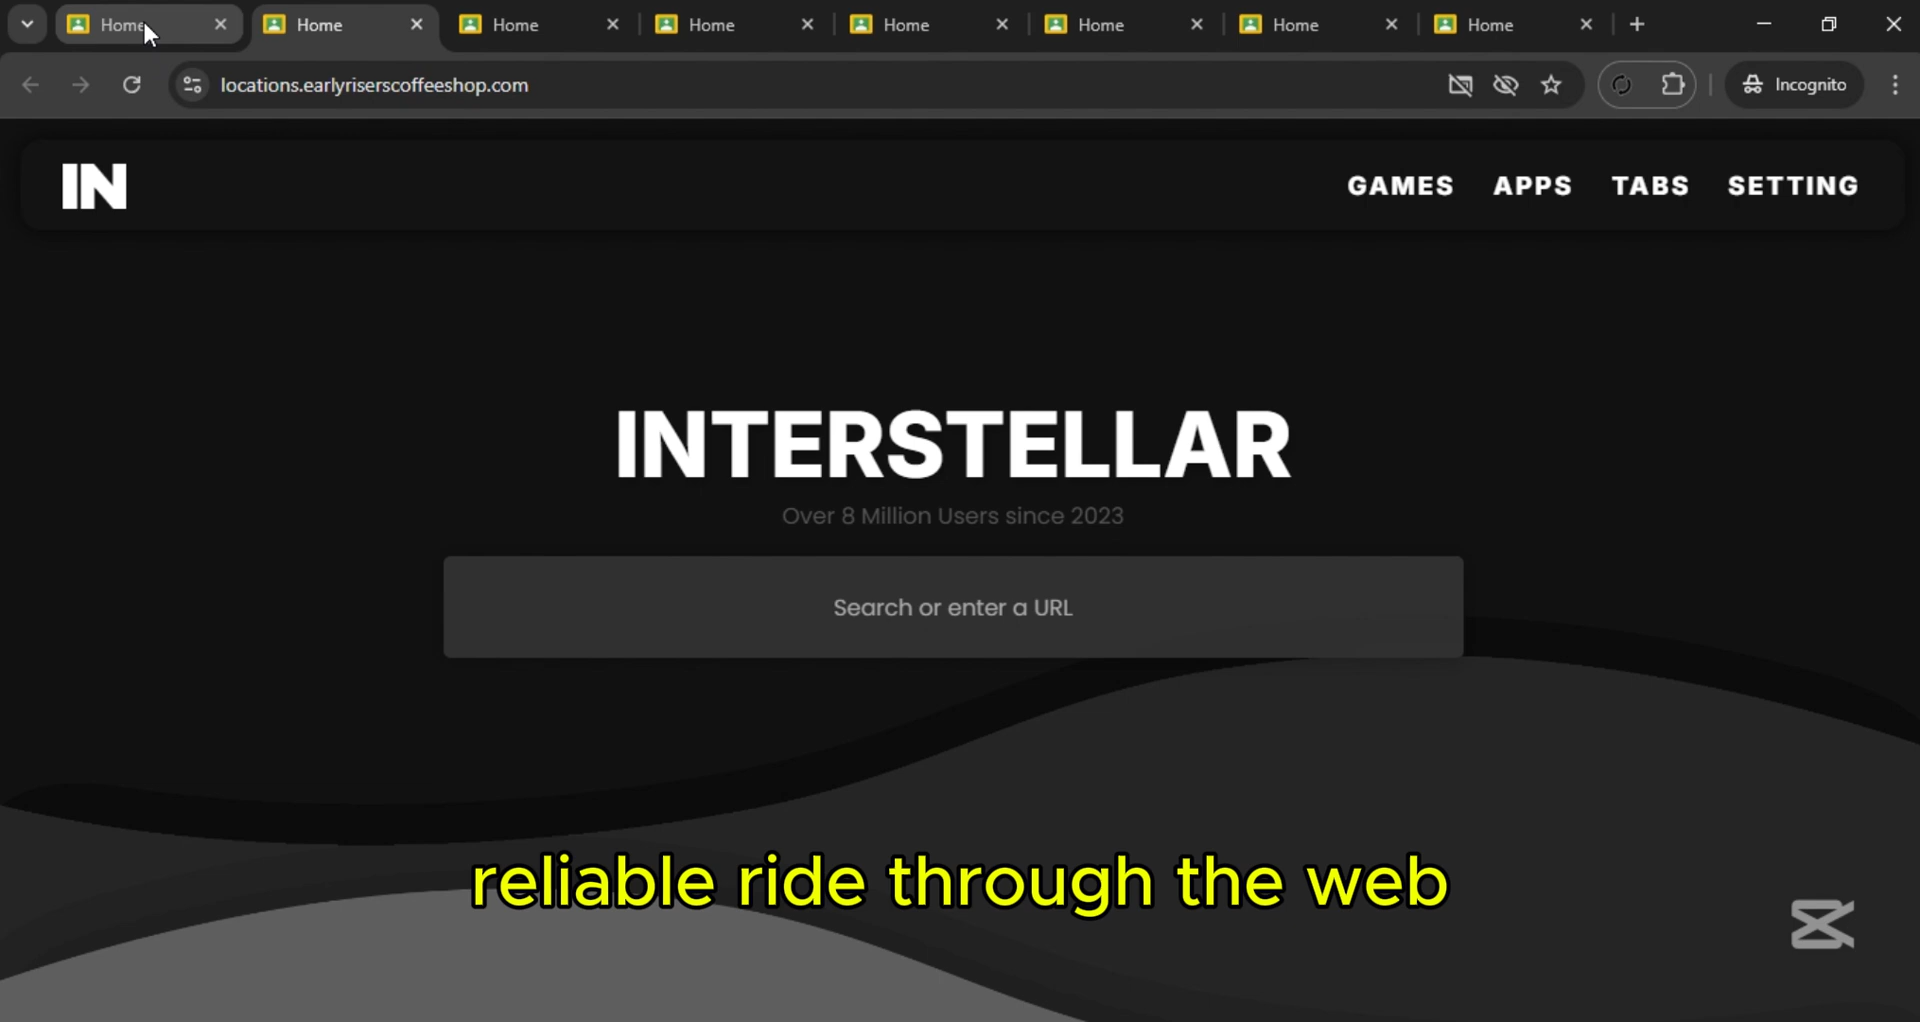 Home Home Home Home Home Home Home Home
locations.earlyriserscoffeeshop.com Incognito
IN GAMES APPS TABS SETTING
INTERSTELLAR
Over 8 Million Users since 2023
Search or enter a URL
reliable ride through the web